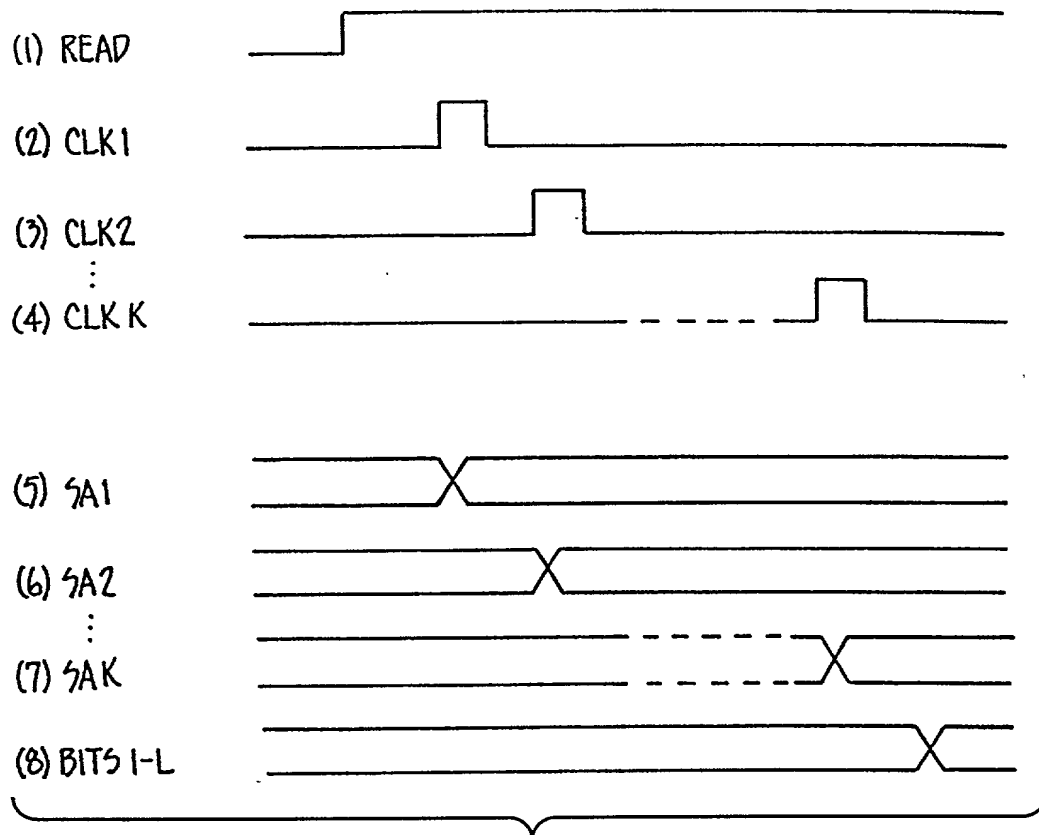 (1) READ
(2) CLK1
(3) CLK2
⋮
(4) CLK K
(5) SA1
(6) SA2
⋮
(7) SAK
(8) BITS 1-L